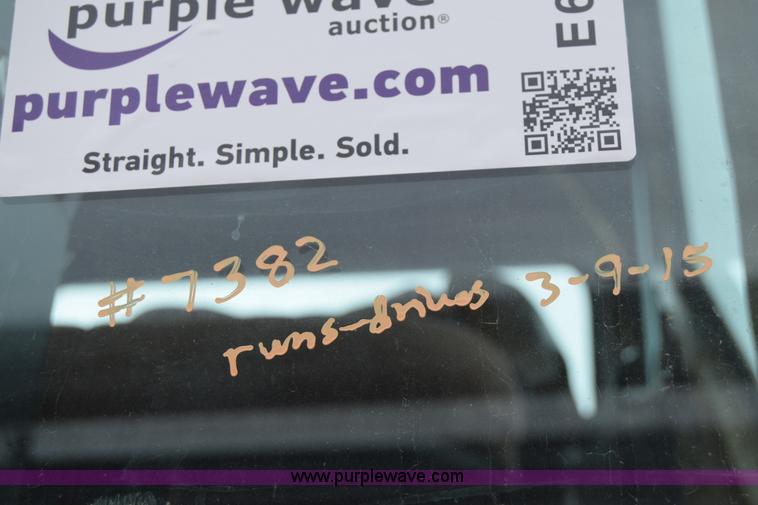 purple wave
auction®
purplewave.com
Straight. Simple. Sold.
E6
#7382
runs-drives 3-9-15
www.purplewave.com